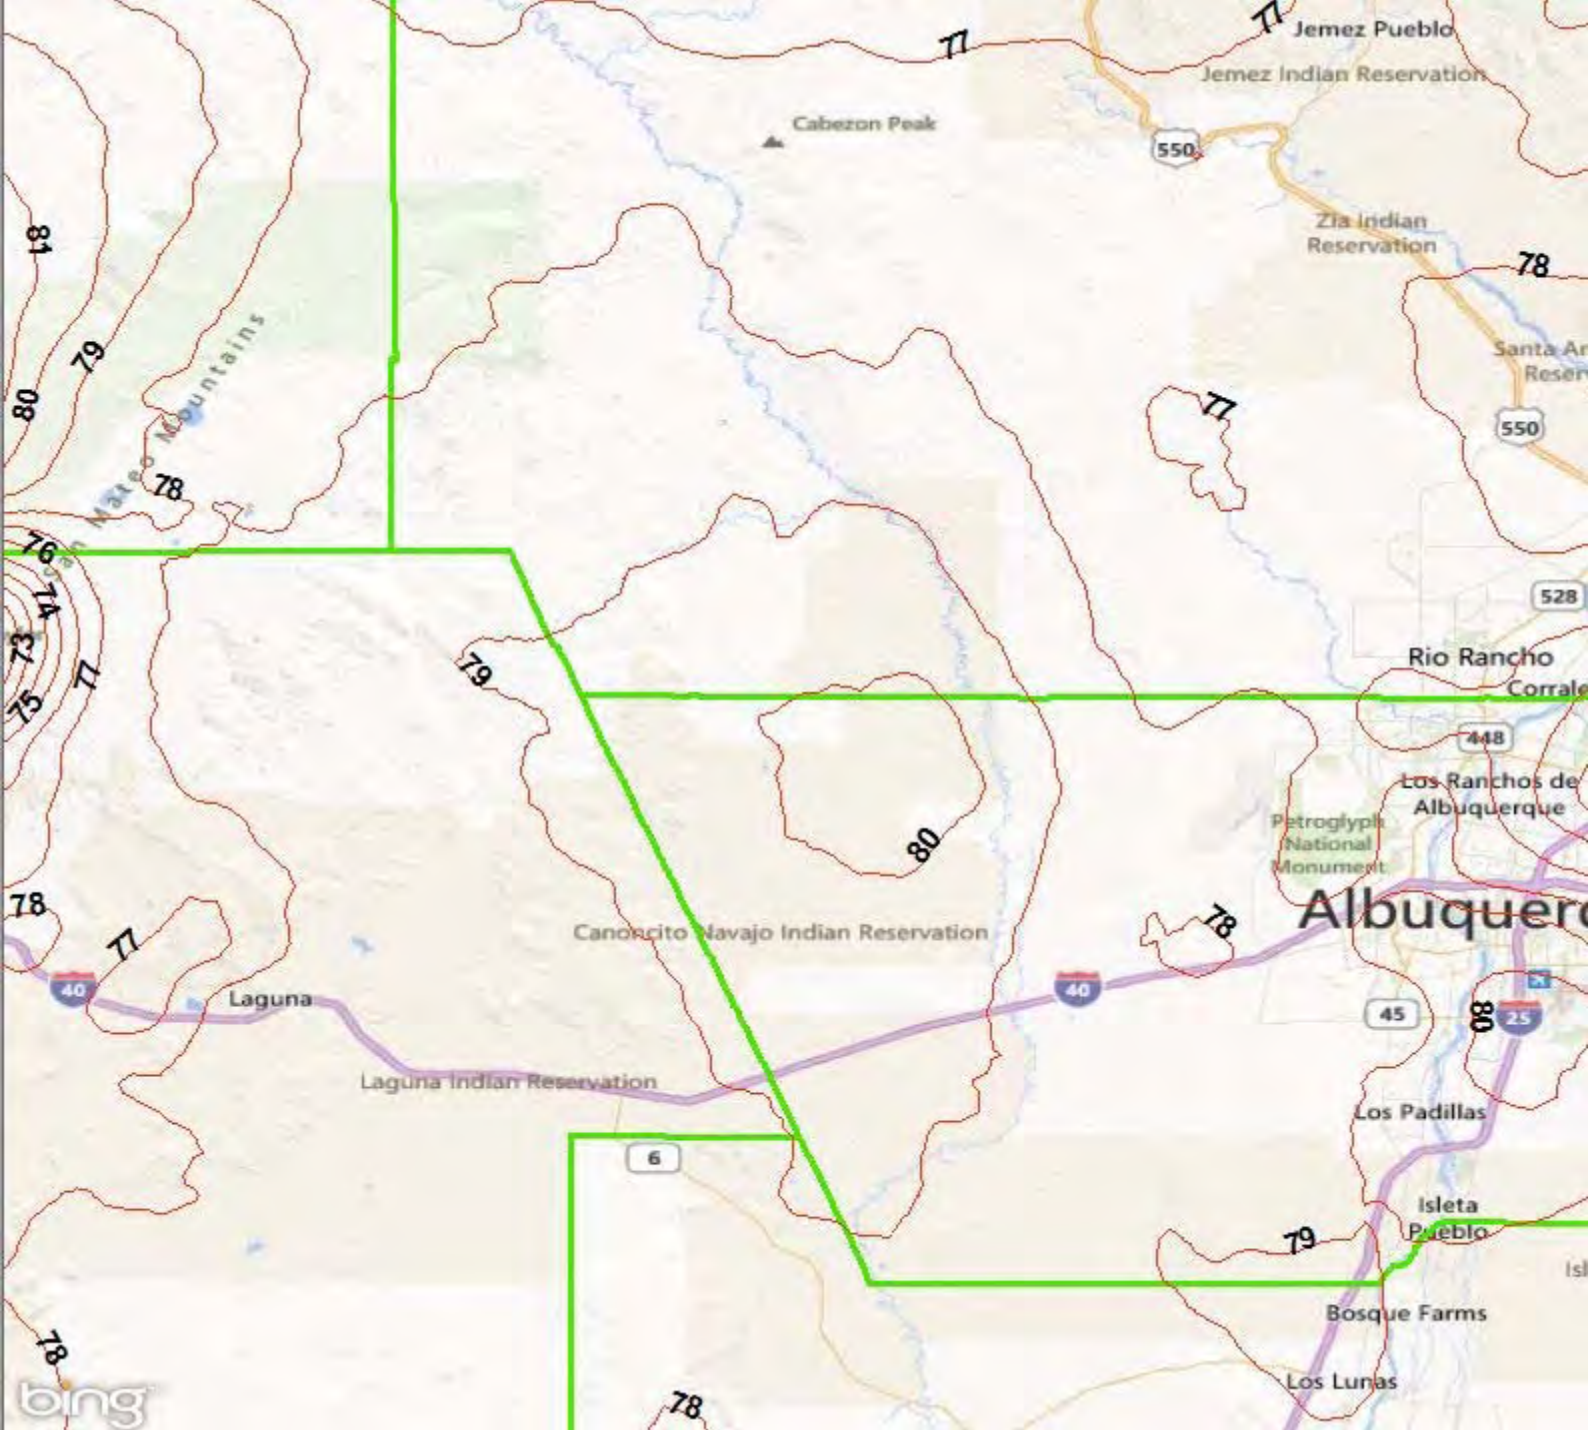 77
77
Jemez Pueblo
Jemez Indian Reservation
Cabezon Peak
550
81
Zia Indian
Reservation
78
79
Santa An
Reserv
80
77
550
San Mateo Mountains
78
76
74
528
73
77
79
Rio Rancho
Corrale
75
448
Los Ranchos de
Albuquerque
80
Petroglyph
National
Monument
78
77
78
Albuquerq
Canoncito Navajo Indian Reservation
40
Laguna
40
45
80
25
Laguna Indian Reservation
Los Padillas
6
Isleta
Pueblo
79
Isl
Bosque Farms
78
Los Lunas
bing
78